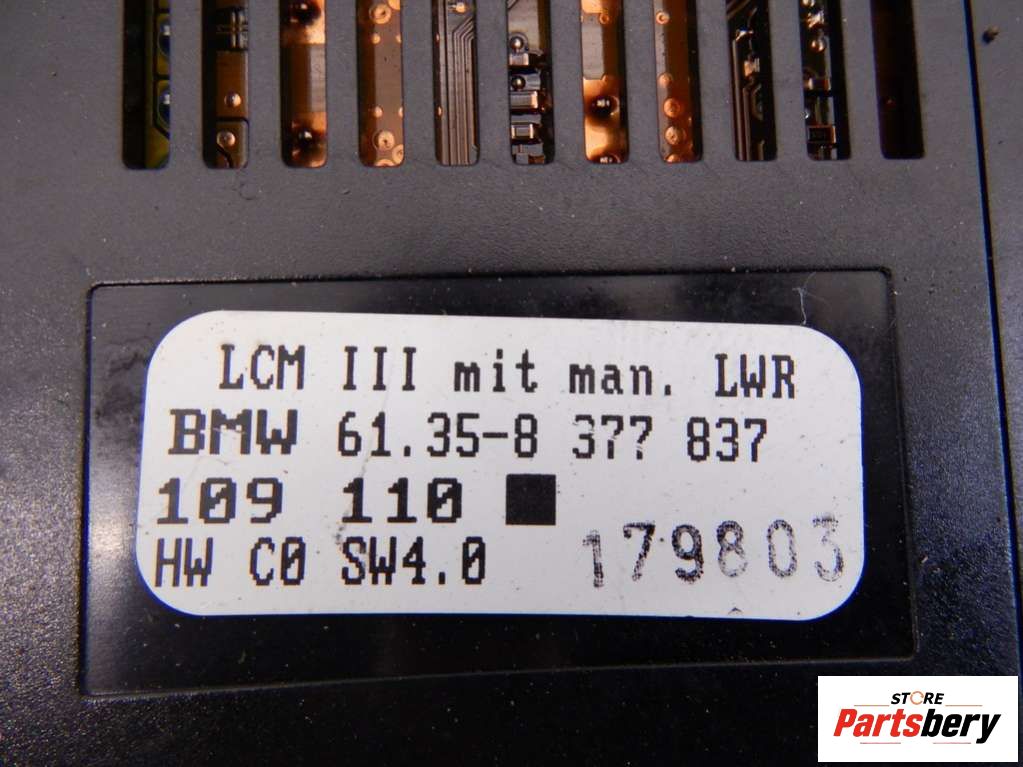 LCM III mit man. LWR
BMW 61.35-8 377 837
109 110
HW C0 SW4.0 179803
STORE
Partsbery